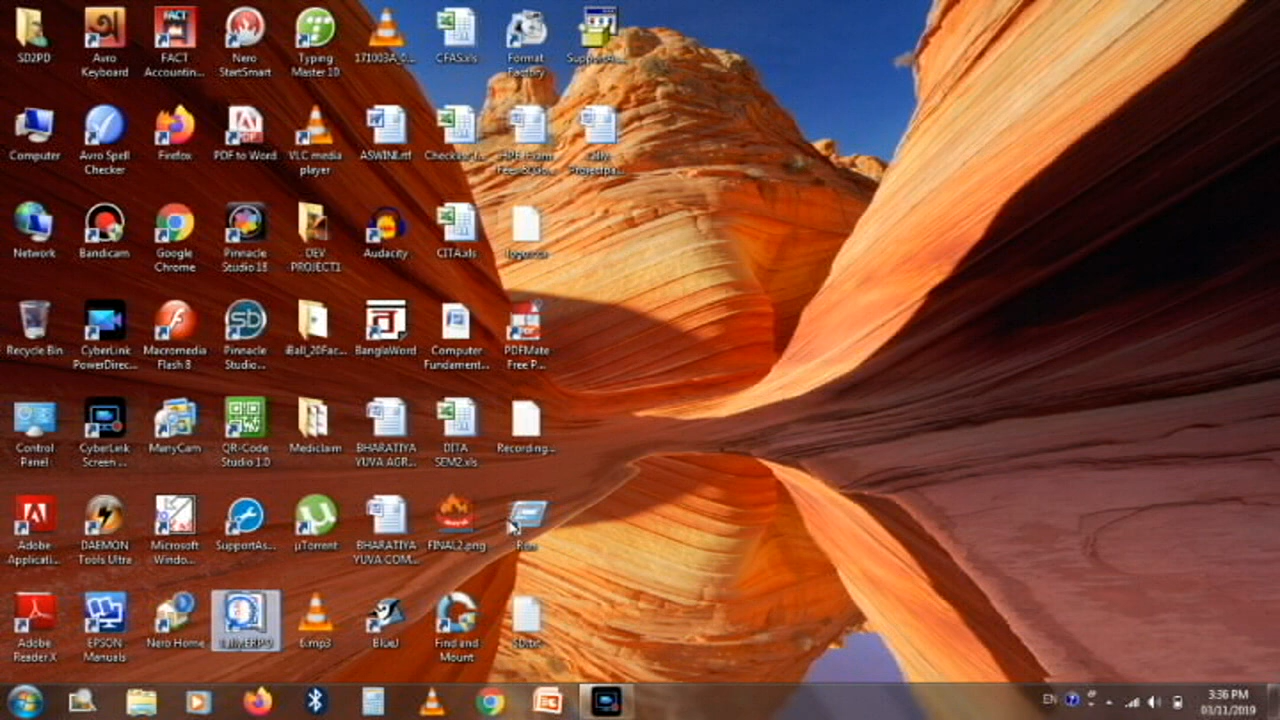 SD2PD
Avro
Keyboard
FACT
Accountin...
Nero
StartSmart
Typing
Master 10
171003A_0...
CFAS.xls
Format
Factory
SupportAs...
Computer
Avro Spell
Checker
Firefox
PDF to Word
VLC media
player
ASWINI.rtf
Network
Bandicam
Google
Chrome
Pinnacle
Studio 18
DEV
PROJECT1
Audacity
CITA.xls
Recycle Bin
CyberLink
PowerDirec...
Macromedia
Flash 8
Pinnacle
Studio...
iBall_20Fac...
BanglaWord
Computer
Fundament...
PDFMate
Free P...
Control
Panel
CyberLink
Screen ...
ManyCam
QR-Code
Studio 1.0
Mediclaim
BHARATIYA
YUVA AGR...
DITA
SEM2.xls
Recording...
Adobe
Applicati...
DAEMON
Tools Ultra
Microsoft
Windo...
SupportAs...
µTorrent
BHARATIYA
YUVA COM...
FINAL2.png
Run
Adobe
Reader X
EPSON
Manuals
Nero Home
6.mp3
BlueJ
Find and
Mount
EN
3:36 PM
03/11/2019